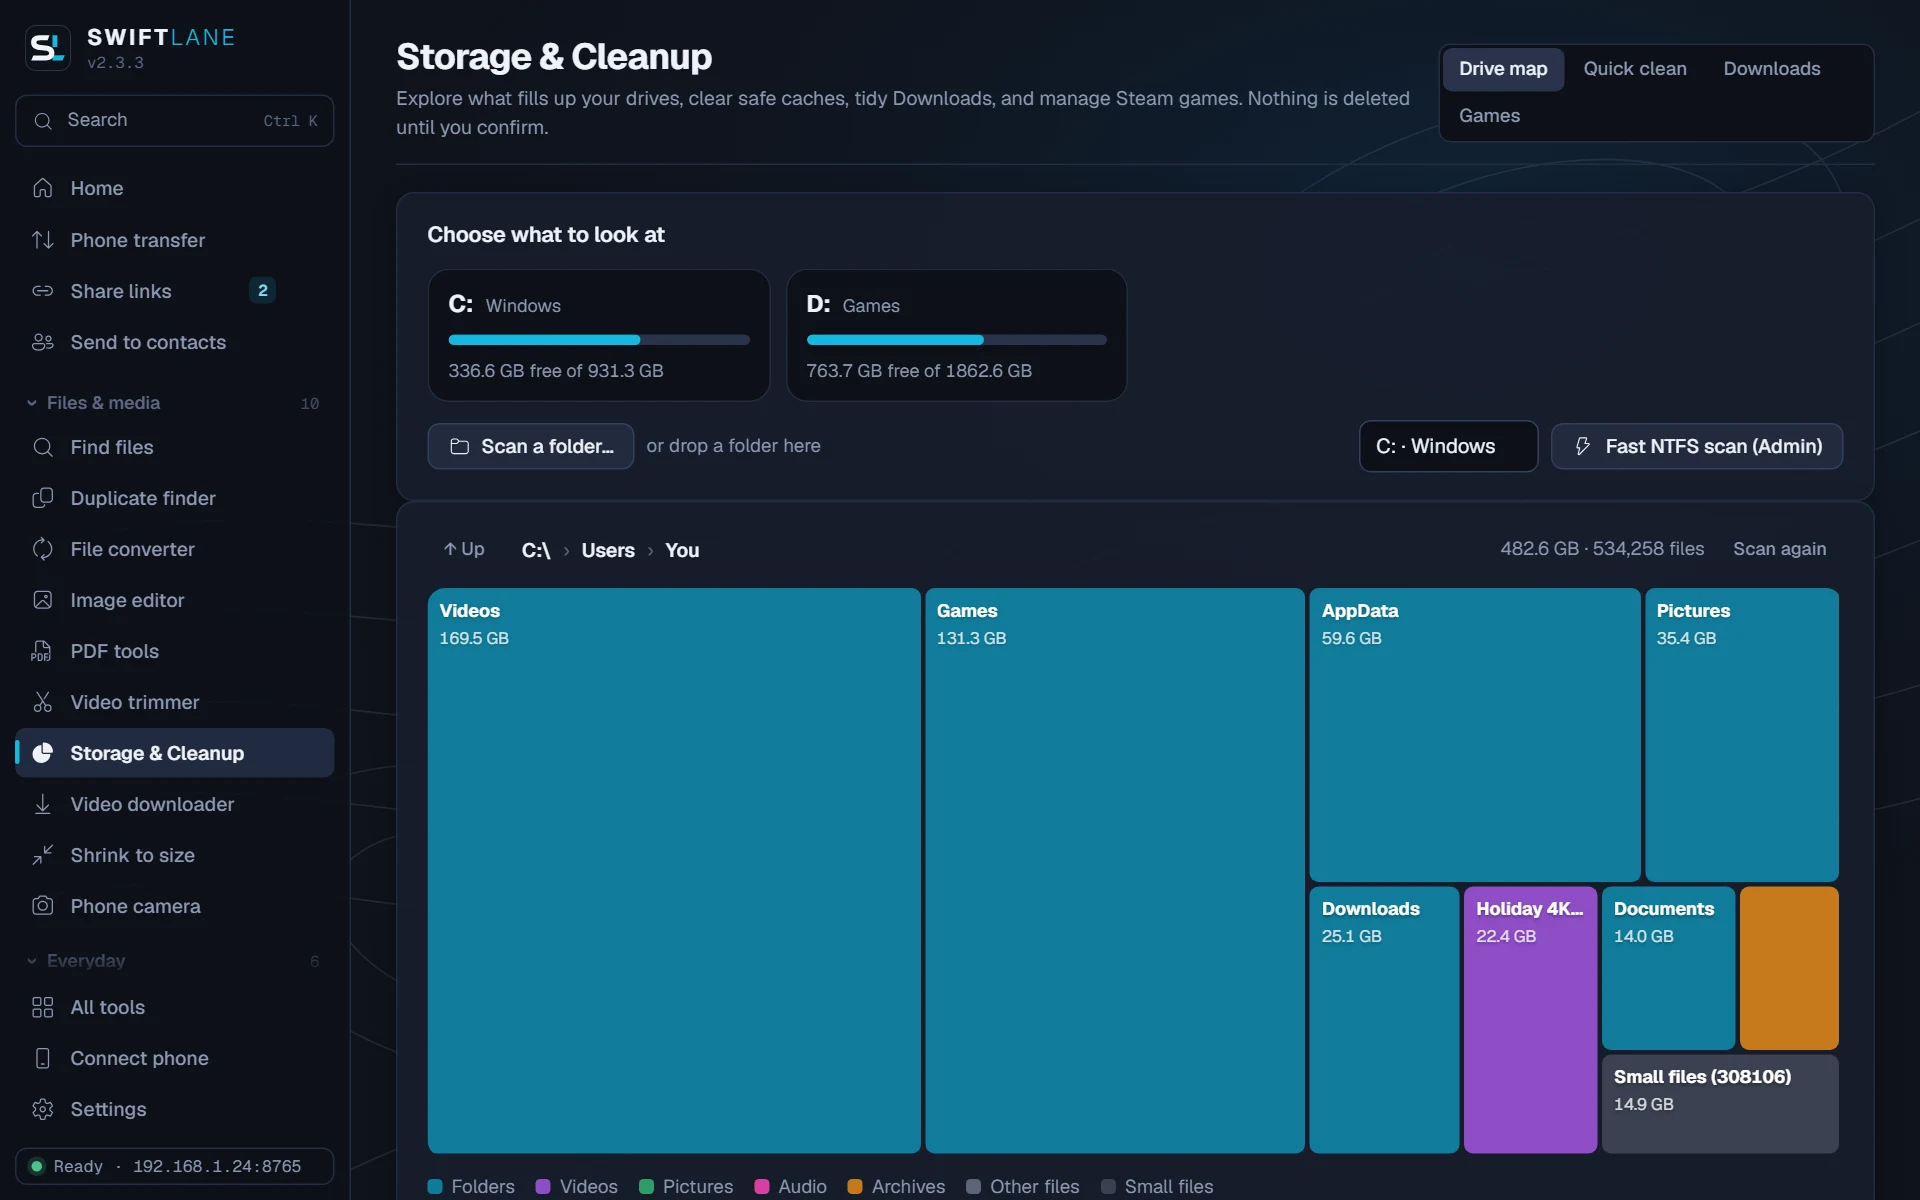 SWIFTLANE
v2.3.3
Search Ctrl K
Home
Phone transfer
Share links 2
Send to contacts
Files & media 10
Find files
Duplicate finder
File converter
Image editor
PDF tools
Video trimmer
Storage & Cleanup
Video downloader
Shrink to size
Phone camera
Everyday 6
All tools
Connect phone
Settings
Ready · 192.168.1.24:8765
Storage & Cleanup
Explore what fills up your drives, clear safe caches, tidy Downloads, and manage Steam games. Nothing is deleted
until you confirm.
Drive map Quick clean Downloads
Games
Choose what to look at
C: Windows
336.6 GB free of 931.3 GB
D: Games
763.7 GB free of 1862.6 GB
Scan a folder... or drop a folder here
C: · Windows
Fast NTFS scan (Admin)
↑ Up C:\ › Users › You
482.6 GB · 534,258 files Scan again
Videos
169.5 GB
Games
131.3 GB
AppData
59.6 GB
Pictures
35.4 GB
Downloads
25.1 GB
Holiday 4K...
22.4 GB
Documents
14.0 GB
Small files (308106)
14.9 GB
Folders Videos Pictures Audio Archives Other files Small files